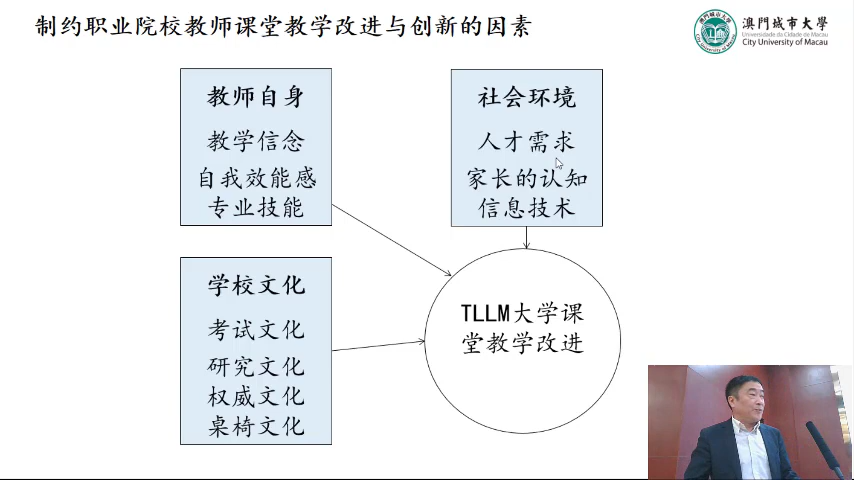 制约职业院校教师课堂教学改进与创新的因素
澳門城市大學
Universidade da Cidade de Macau
City University of Macau
教师自身
教学信念
自我效能感
专业技能
社会环境
人才需求
家长的认知
信息技术
学校文化
考试文化
研究文化
权威文化
桌椅文化
TLLM大学课
堂教学改进